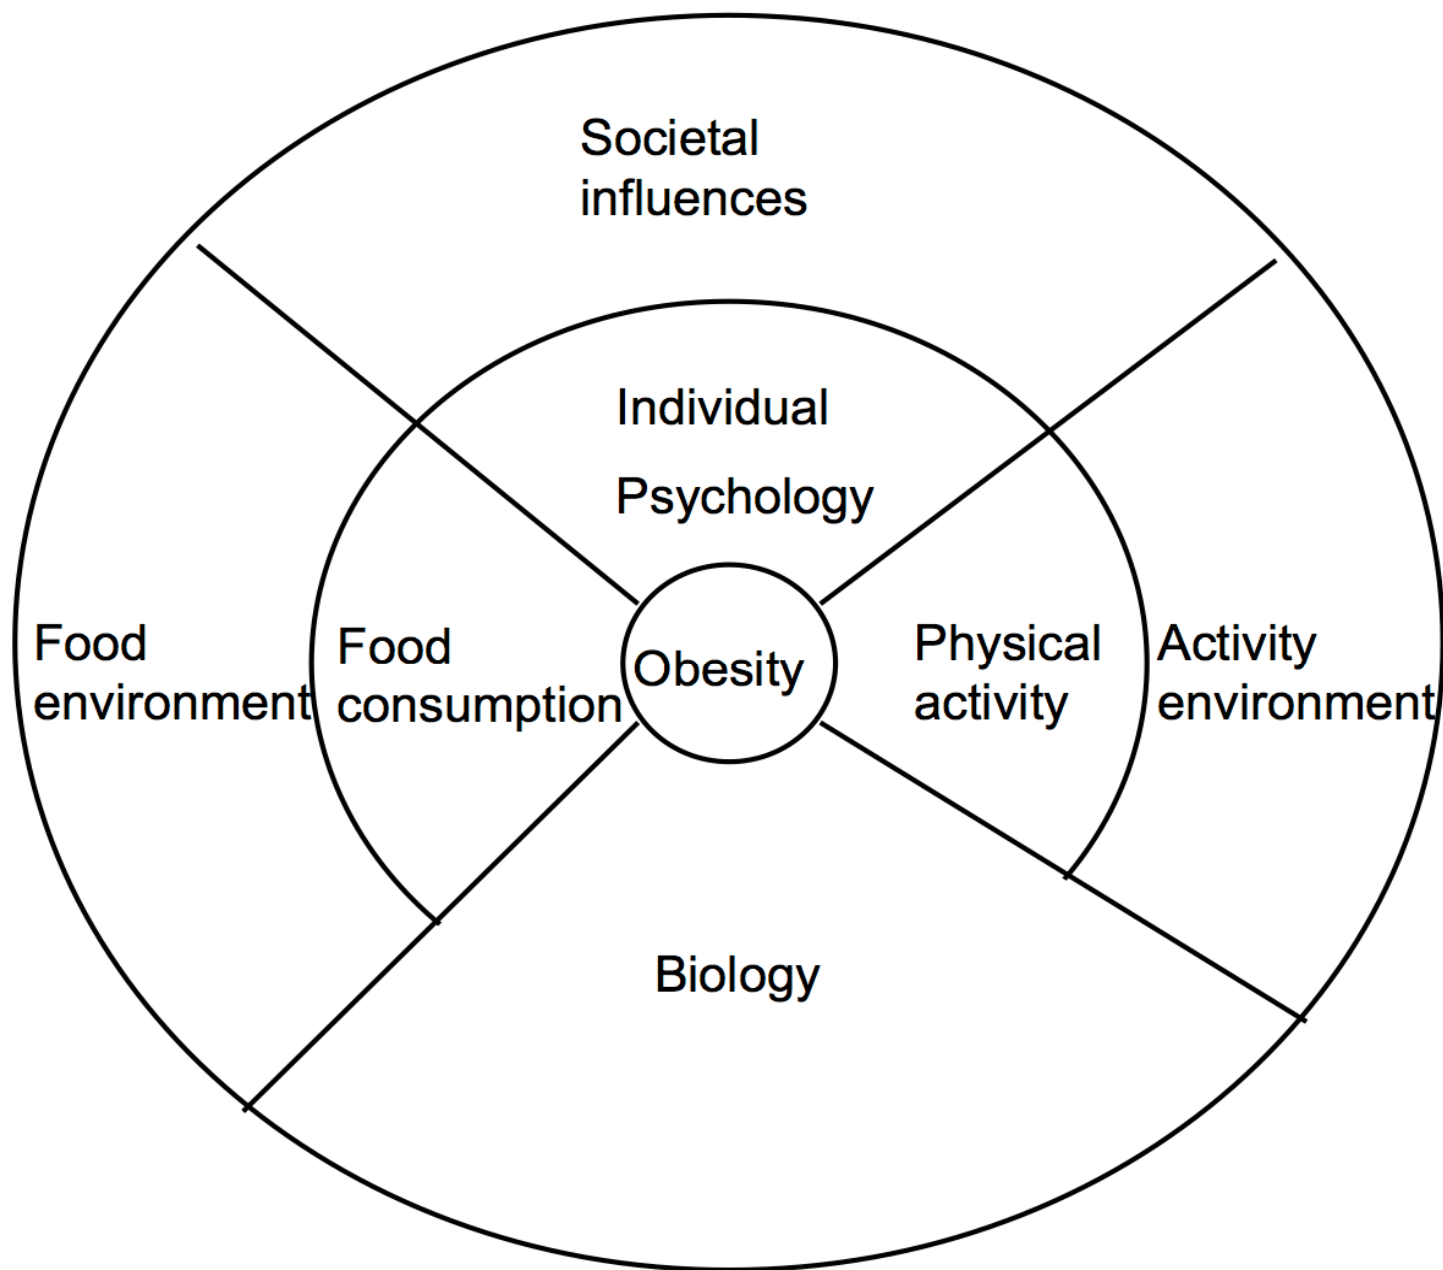 Societal
influences
Individual
Psychology
Food
environment
Food
consumption
Obesity
Physical
activity
Activity
environment
Biology